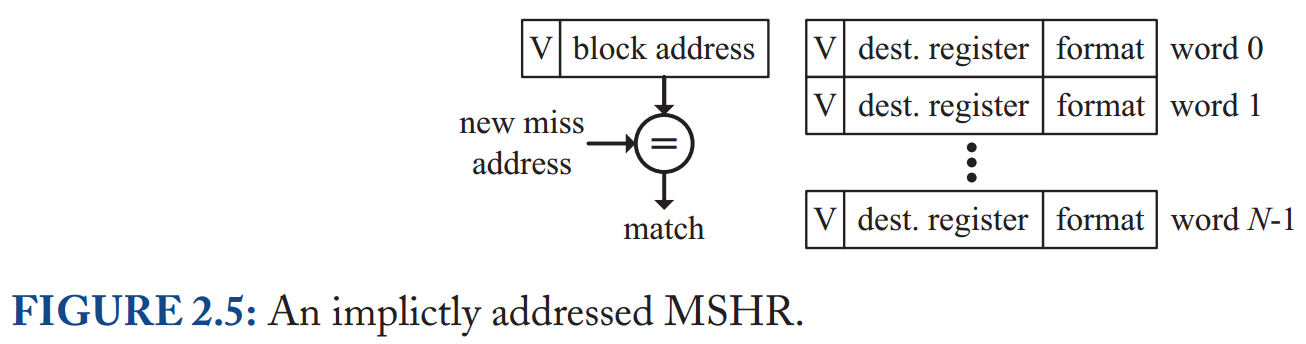 V block address
new miss
address
=
match
V dest. register format word 0
V dest. register format word 1
V dest. register format word N-1
FIGURE 2.5: An implictly addressed MSHR.